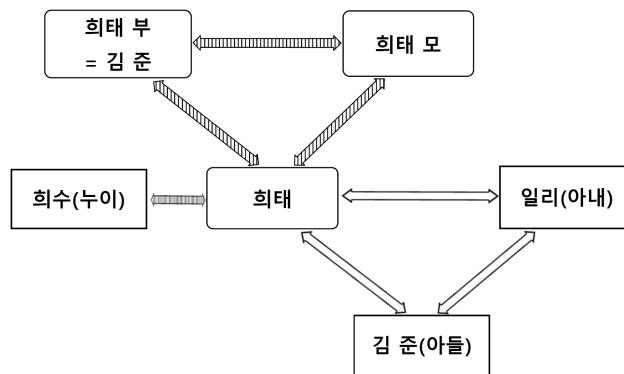 희태 부
= 김 준
희태 모
희수(누이)
희태
일리(아내)
김 준(아들)